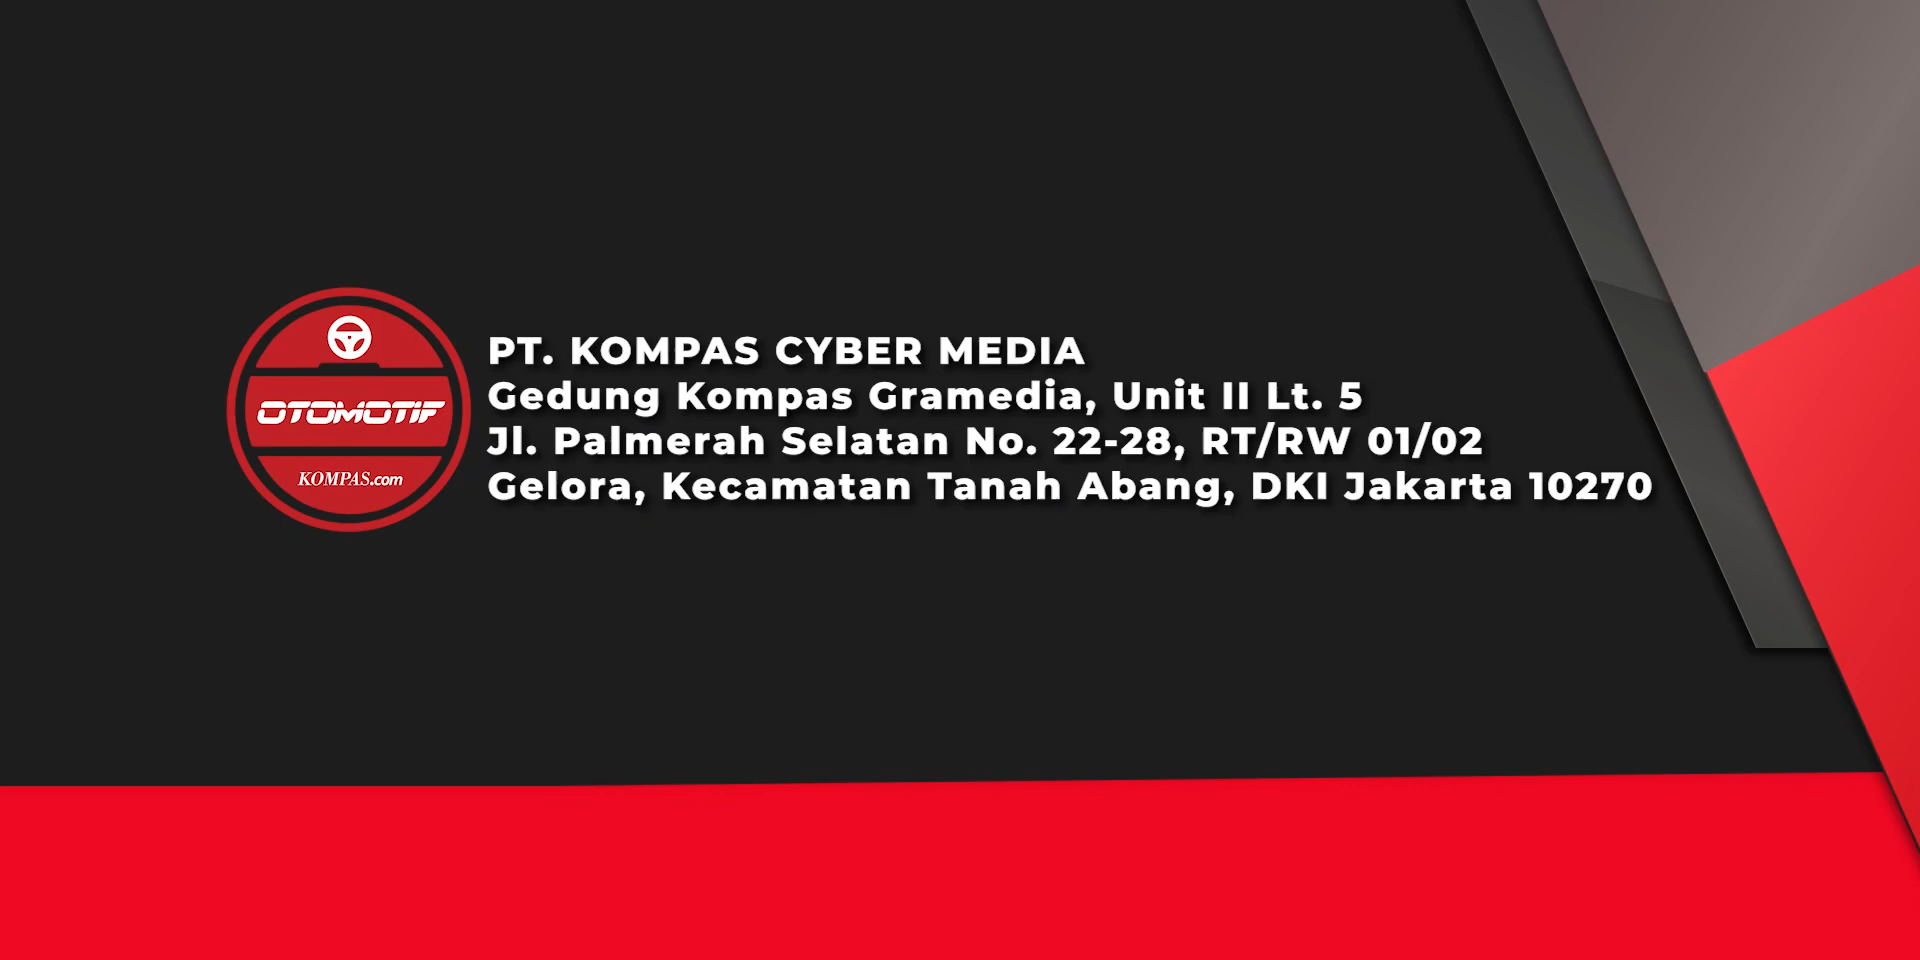 OTOMOTIF
KOMPAS.com
PT. KOMPAS CYBER MEDIA
Gedung Kompas Gramedia, Unit II Lt. 5
Jl. Palmerah Selatan No. 22-28, RT/RW 01/02
Gelora, Kecamatan Tanah Abang, DKI Jakarta 10270